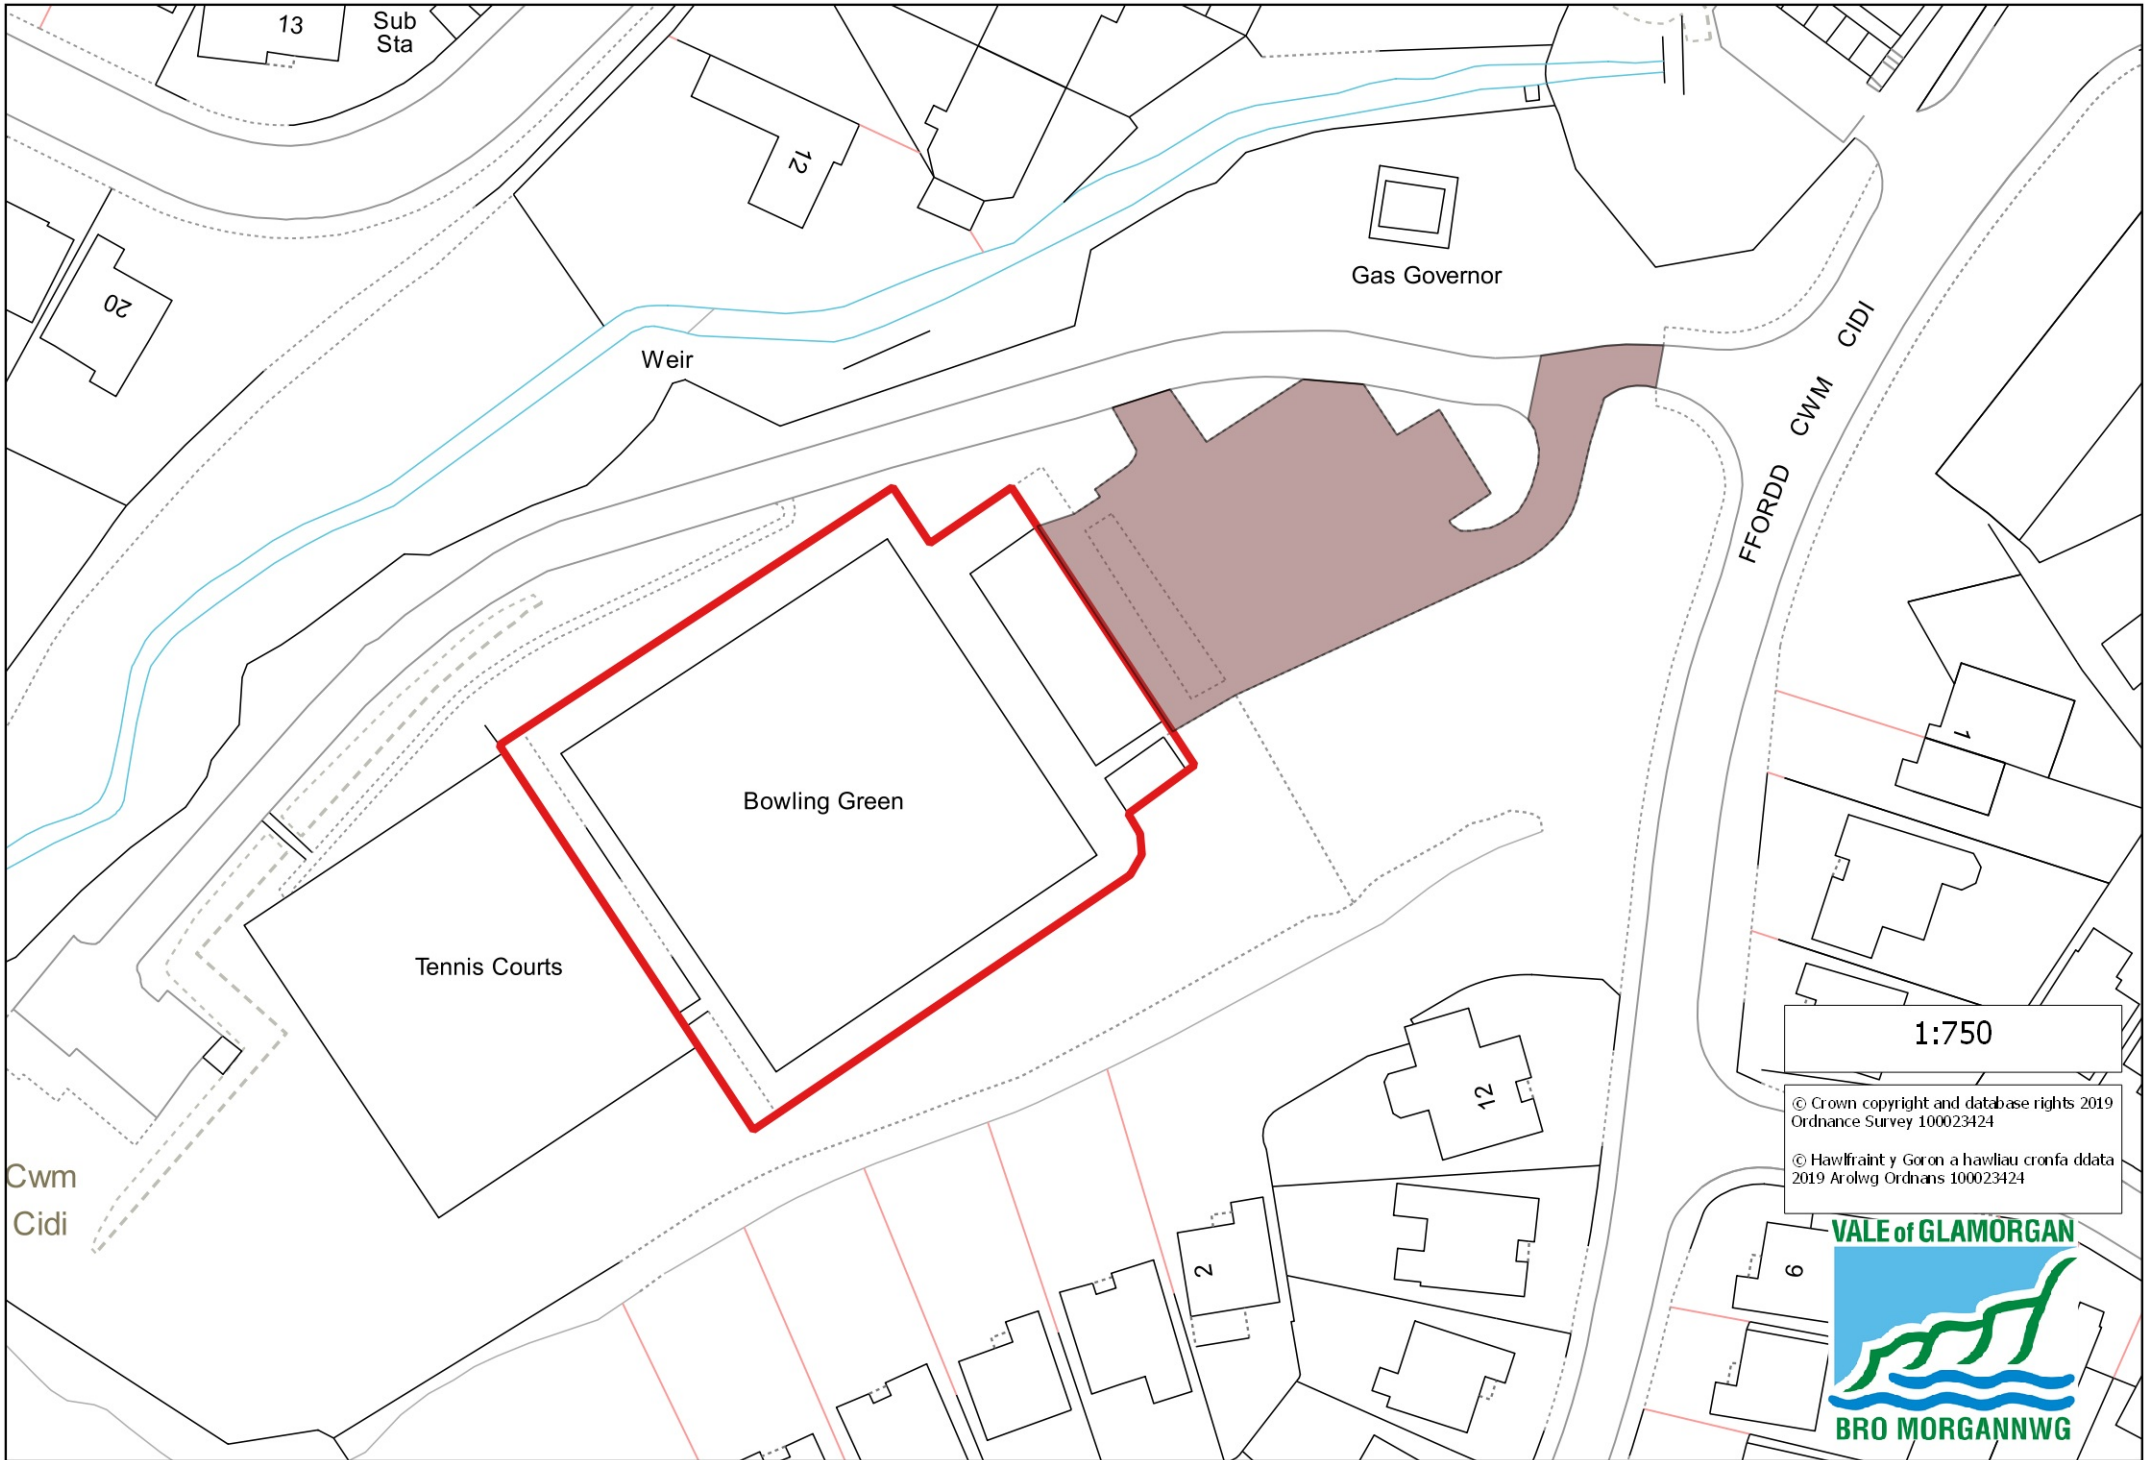 13
Sub
Sta
12
20
Gas Governor
Weir
FFORDD CWM CIDI
1
Bowling Green
Tennis Courts
1:750
12
© Crown copyright and database rights 2019
Ordnance Survey 100023424
© Hawlfraint y Goron a hawliau cronfa ddata
2019 Arolwg Ordnans 100023424
Cwm
Cidi
2
6
VALE of GLAMORGAN
BRO MORGANNWG